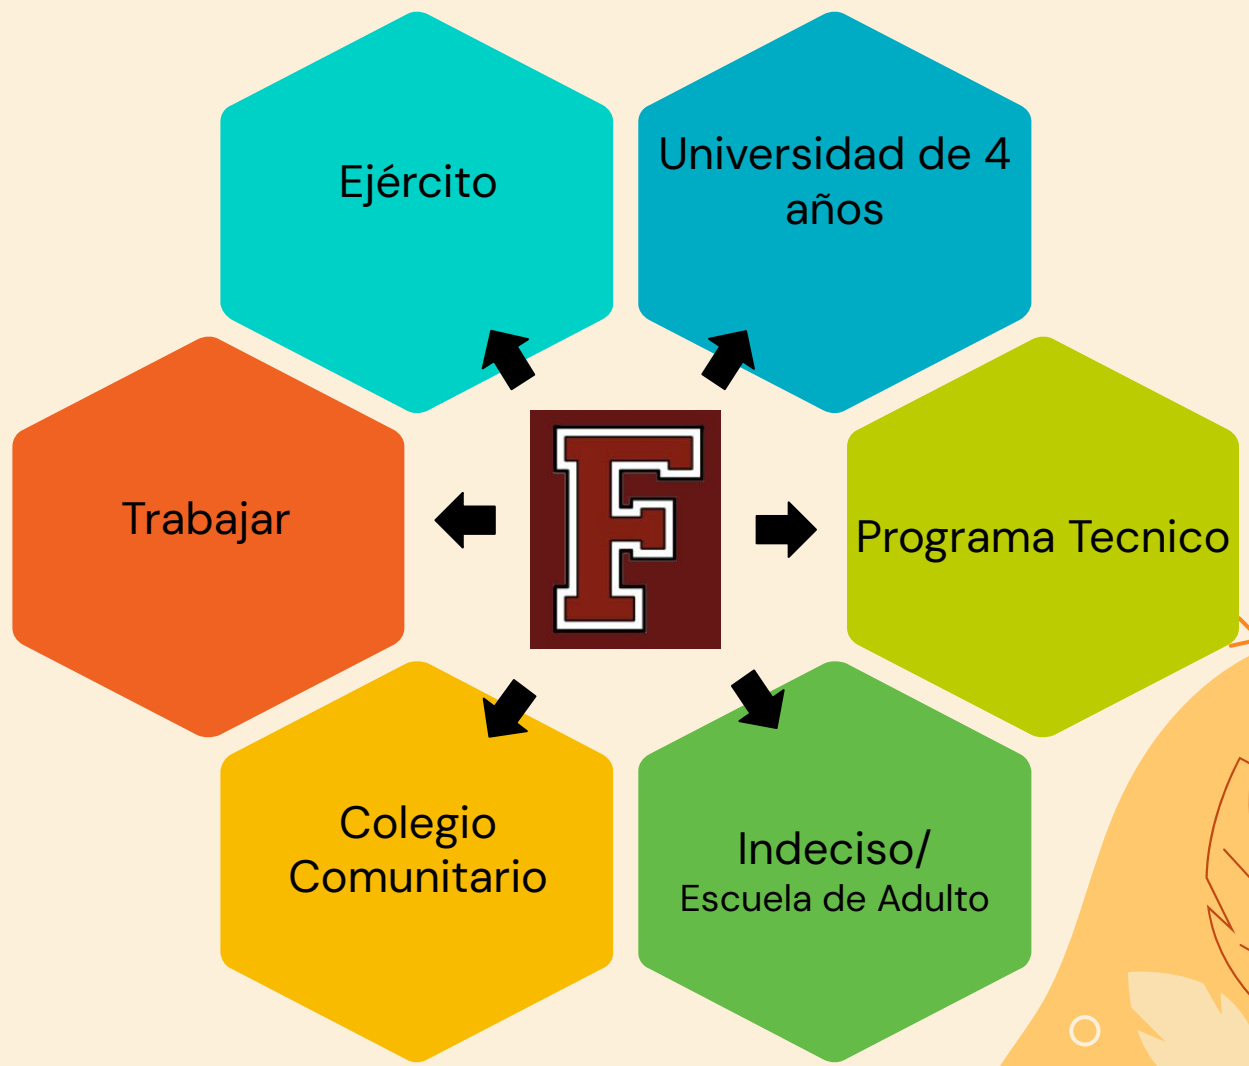 Ejército
Universidad de 4
años
Trabajar
F
Programa Tecnico
Colegio
Comunitario
Indeciso/
Escuela de Adulto